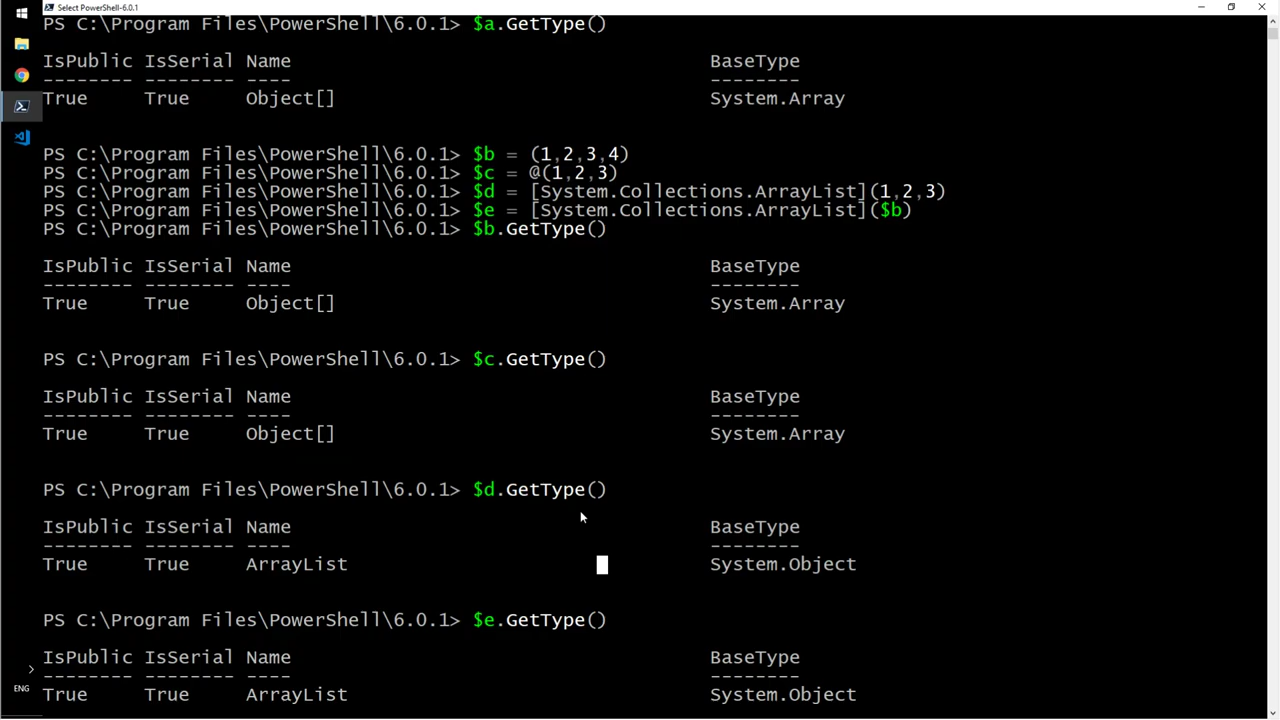 Select PowerShell-6.0.1
PS C:\Program Files\PowerShell\6.0.1> $a.GetType()
IsPublic IsSerial Name BaseType
-------- -------- ---- --------
True True Object[] System.Array
PS C:\Program Files\PowerShell\6.0.1> $b = (1,2,3,4)
PS C:\Program Files\PowerShell\6.0.1> $c = @(1,2,3)
PS C:\Program Files\PowerShell\6.0.1> $d = [System.Collections.ArrayList](1,2,3)
PS C:\Program Files\PowerShell\6.0.1> $e = [System.Collections.ArrayList]($b)
PS C:\Program Files\PowerShell\6.0.1> $b.GetType()
IsPublic IsSerial Name BaseType
-------- -------- ---- --------
True True Object[] System.Array
PS C:\Program Files\PowerShell\6.0.1> $c.GetType()
IsPublic IsSerial Name BaseType
-------- -------- ---- --------
True True Object[] System.Array
PS C:\Program Files\PowerShell\6.0.1> $d.GetType()
IsPublic IsSerial Name BaseType
-------- -------- ---- --------
True True ArrayList System.Object
PS C:\Program Files\PowerShell\6.0.1> $e.GetType()
IsPublic IsSerial Name BaseType
-------- -------- ---- --------
True True ArrayList System.Object
ENG